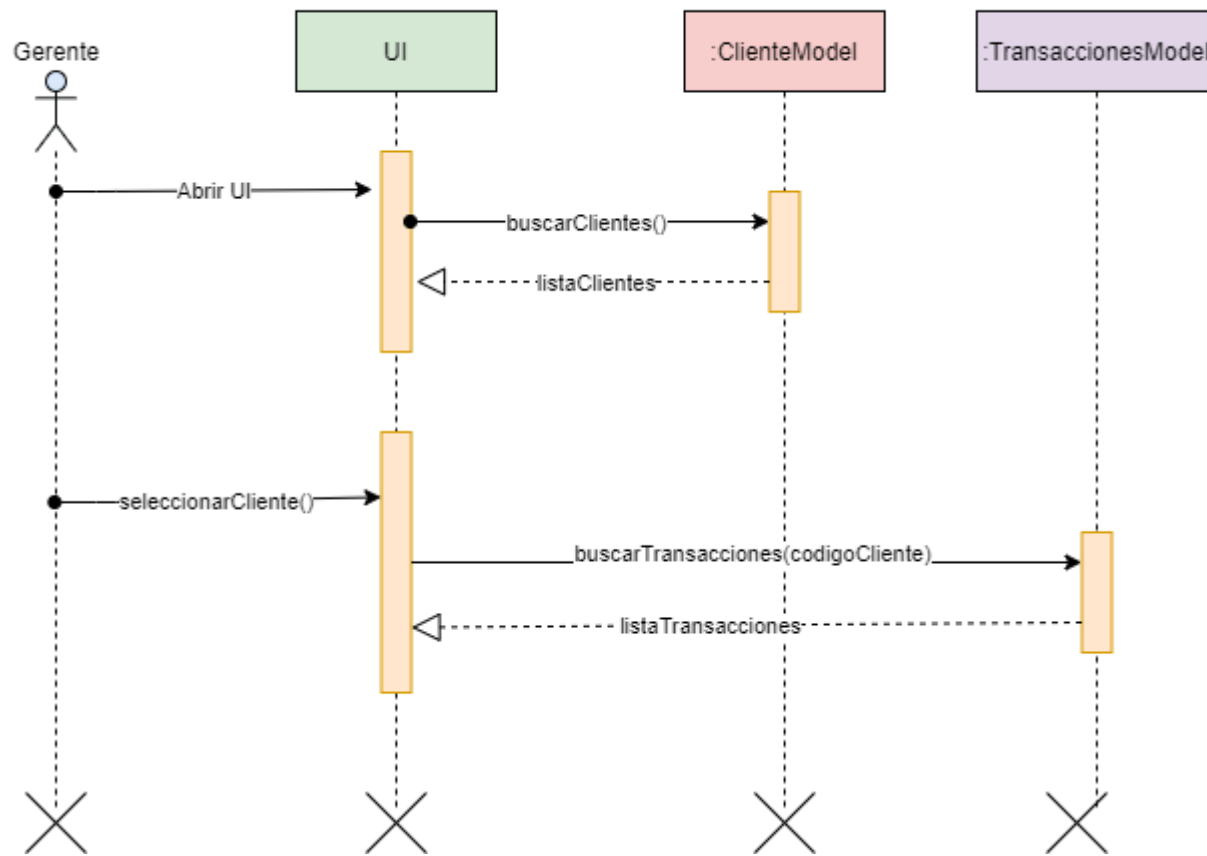 Gerente
UI
:ClienteModel
:TransaccionesModel
Abrir UI
buscarClientes()
listaClientes
seleccionarCliente()
buscarTransacciones(codigoCliente)
listaTransacciones